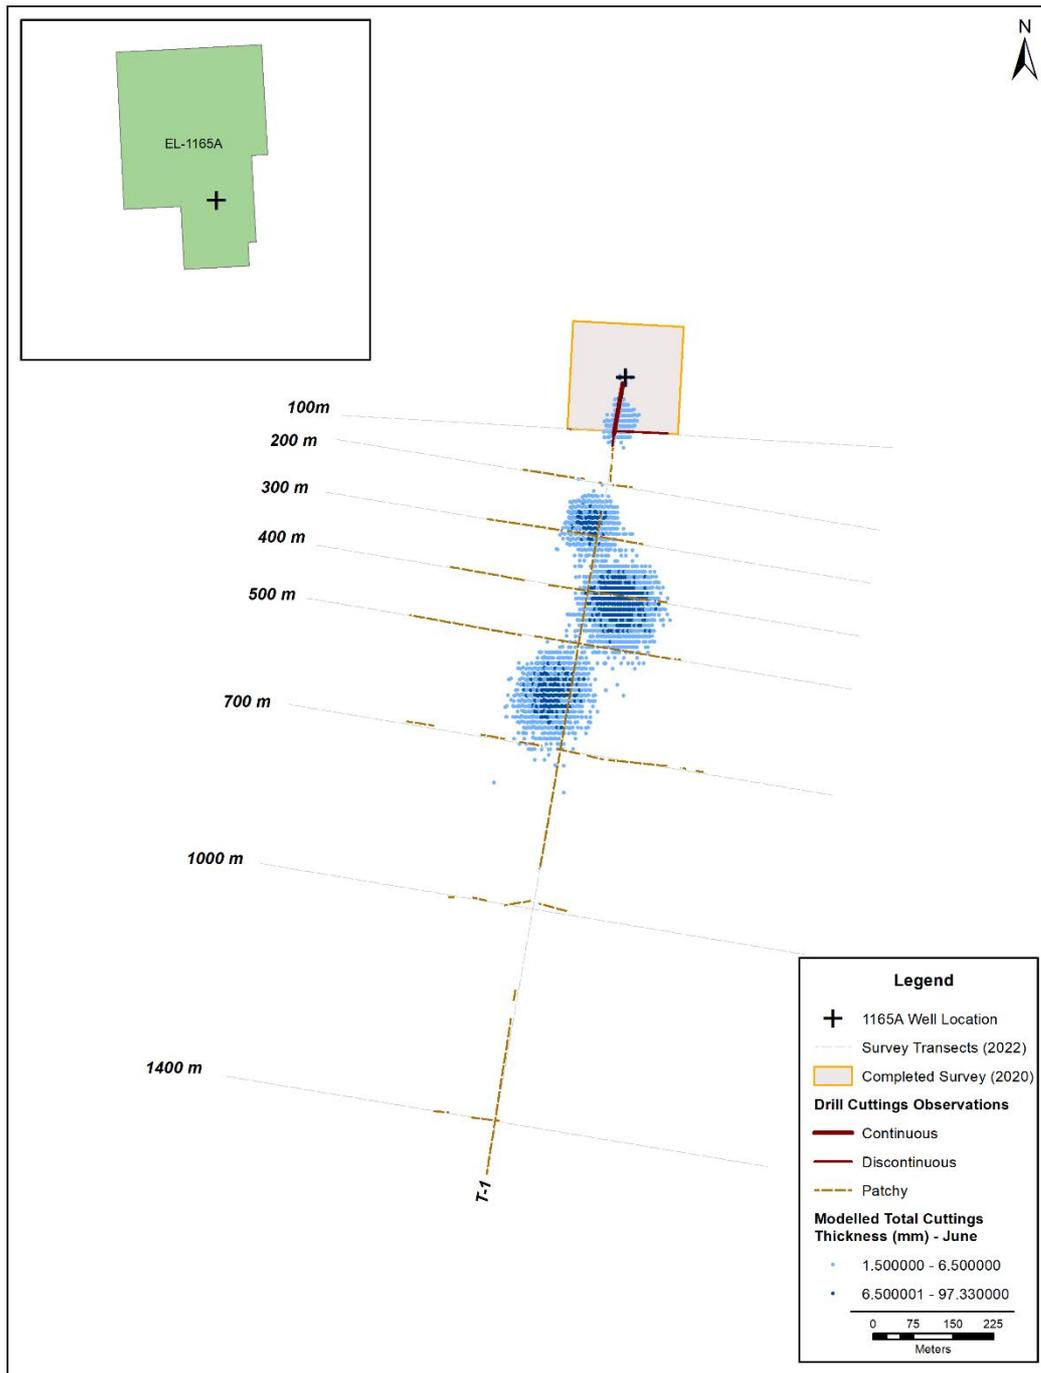 EL-1165A
N
100m
200 m
300 m
400 m
500 m
700 m
1000 m
1400 m
T-1
Legend
1165A Well Location
Survey Transects (2022)
Completed Survey (2020)
Drill Cuttings Observations
Continuous
Discontinuous
Patchy
Modelled Total Cuttings
Thickness (mm) - June
1.500000 - 6.500000
6.500001 - 97.330000
0 75 150 225
Meters